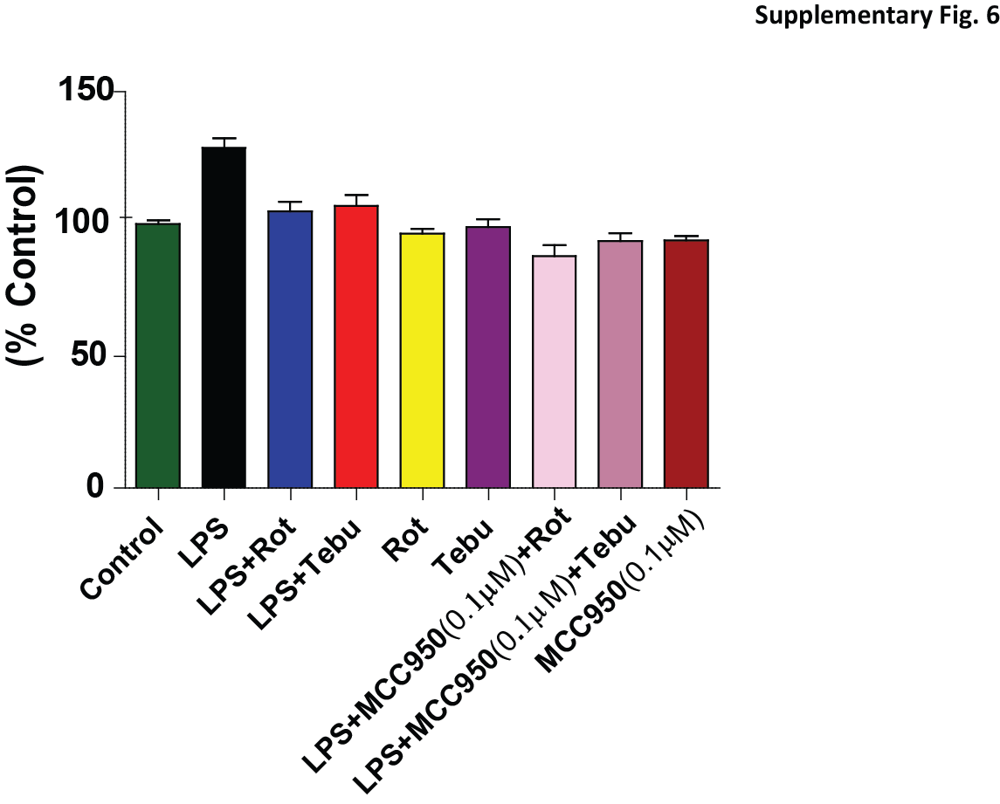 Supplementary Fig. 6
150
100
50
0
(% Control)
Control
LPS
LPS+Rot
LPS+Tebu
Rot
Tebu
LPS+MCC950(0.1μM)+Rot
LPS+MCC950(0.1μM)+Tebu
MCC950(0.1μM)